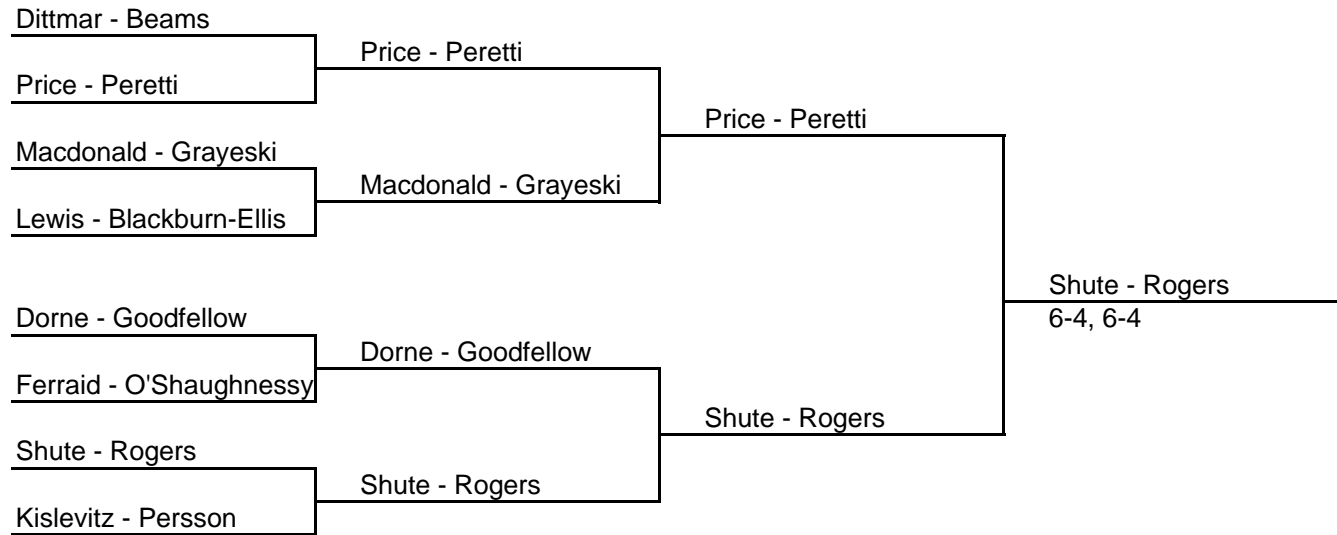 Dittmar - Beams
Price - Peretti
Price - Peretti
Price - Peretti
Macdonald - Grayeski
Macdonald - Grayeski
Lewis - Blackburn-Ellis
Shute - Rogers
Dorne - Goodfellow
6-4, 6-4
Dorne - Goodfellow
Ferraid - O'Shaughnessy
Shute - Rogers
Shute - Rogers
Shute - Rogers
Kislevitz - Persson